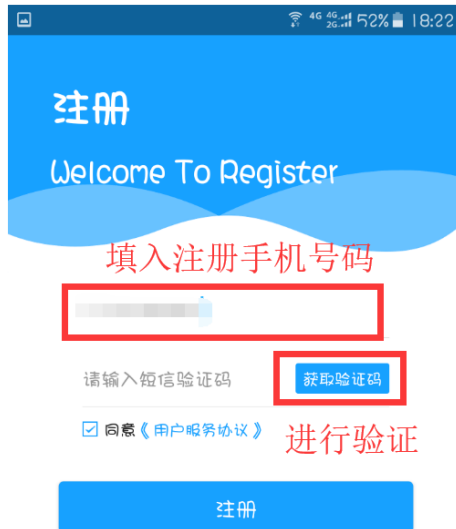 4G 4G 2G 52% 18:22
注册
Welcome To Register
填入注册手机号码
请输入短信验证码 获取验证码
同意《用户服务协议》
进行验证
注册